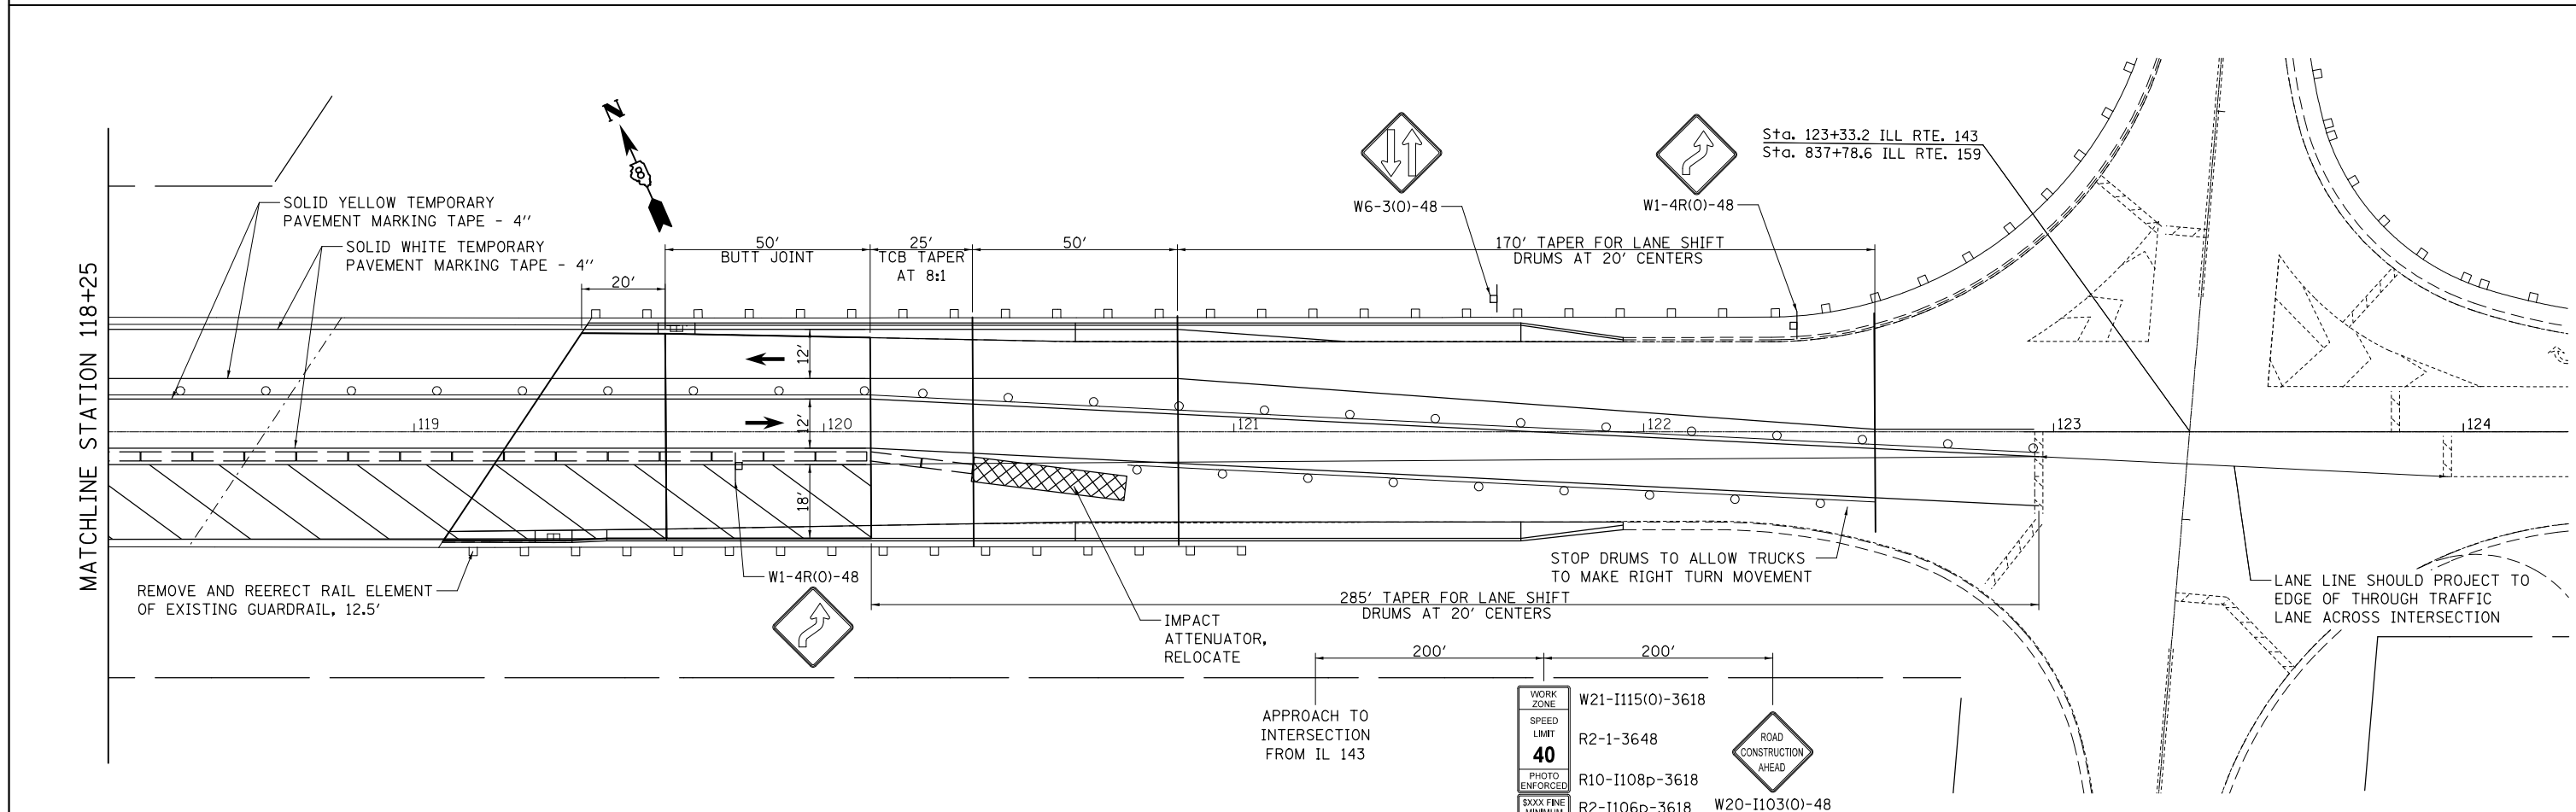 MATCHLINE STATION 118+25
SOLID YELLOW TEMPORARY
PAVEMENT MARKING TAPE - 4"
SOLID WHITE TEMPORARY
PAVEMENT MARKING TAPE - 4"
N
8
20'
50'
BUTT JOINT
25'
TCB TAPER
AT 8:1
50'
170' TAPER FOR LANE SHIFT
DRUMS AT 20' CENTERS
W6-3(O)-48
W1-4R(O)-48
Sta. 123+33.2 ILL RTE. 143
Sta. 837+78.6 ILL RTE. 159
12'
12'
18'
119
120
121
122
123
124
REMOVE AND REERECT RAIL ELEMENT
OF EXISTING GUARDRAIL, 12.5'
W1-4R(O)-48
IMPACT
ATTENUATOR,
RELOCATE
STOP DRUMS TO ALLOW TRUCKS
TO MAKE RIGHT TURN MOVEMENT
285' TAPER FOR LANE SHIFT
DRUMS AT 20' CENTERS
LANE LINE SHOULD PROJECT TO
EDGE OF THROUGH TRAFFIC
LANE ACROSS INTERSECTION
200'
200'
APPROACH TO
INTERSECTION
FROM IL 143
WORK
ZONE
W21-I115(O)-3618
SPEED
LIMIT
40
R2-1-3648
PHOTO
ENFORCED
R10-I108p-3618
$XXX FINE
MINIMUM
R2-I106p-3618
ROAD
CONSTRUCTION
AHEAD
W20-I103(O)-48